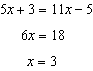 5x + 3 = 11x − 5
6x = 18
x = 3